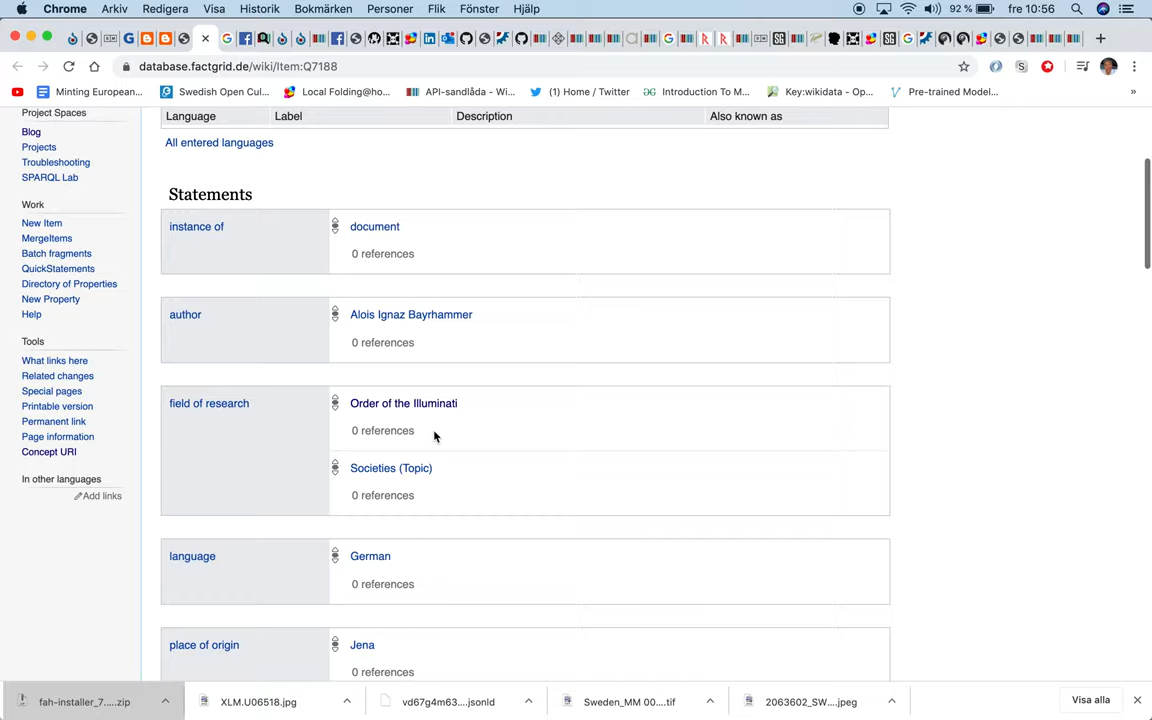 Chrome Arkiv Redigera Visa Historik Bokmärken Personer Flik Fönster Hjälp 92 % fre 10:56
database.factgrid.de/wiki/Item:Q7188
Minting European... Swedish Open Cul... Local Folding@ho... API-sandlåda – Wi... (1) Home / Twitter Introduction To M... Key:wikidata - Op... Pre-trained Model... »
Project Spaces
Blog
Projects
Troubleshooting
SPARQL Lab
Work
New Item
MergeItems
Batch fragments
QuickStatements
Directory of Properties
New Property
Help
Tools
What links here
Related changes
Special pages
Printable version
Permanent link
Page information
Concept URI
In other languages
Add links
Language Label Description Also known as
All entered languages
Statements
instance of document
0 references
author Alois Ignaz Bayrhammer
0 references
field of research Order of the Illuminati
0 references
Societies (Topic)
0 references
language German
0 references
place of origin Jena
0 references
fah-installer_7....zip XLM.U06518.jpg vd67g4m63....jsonld Sweden_MM 00....tif 2063602_SW....jpeg Visa alla